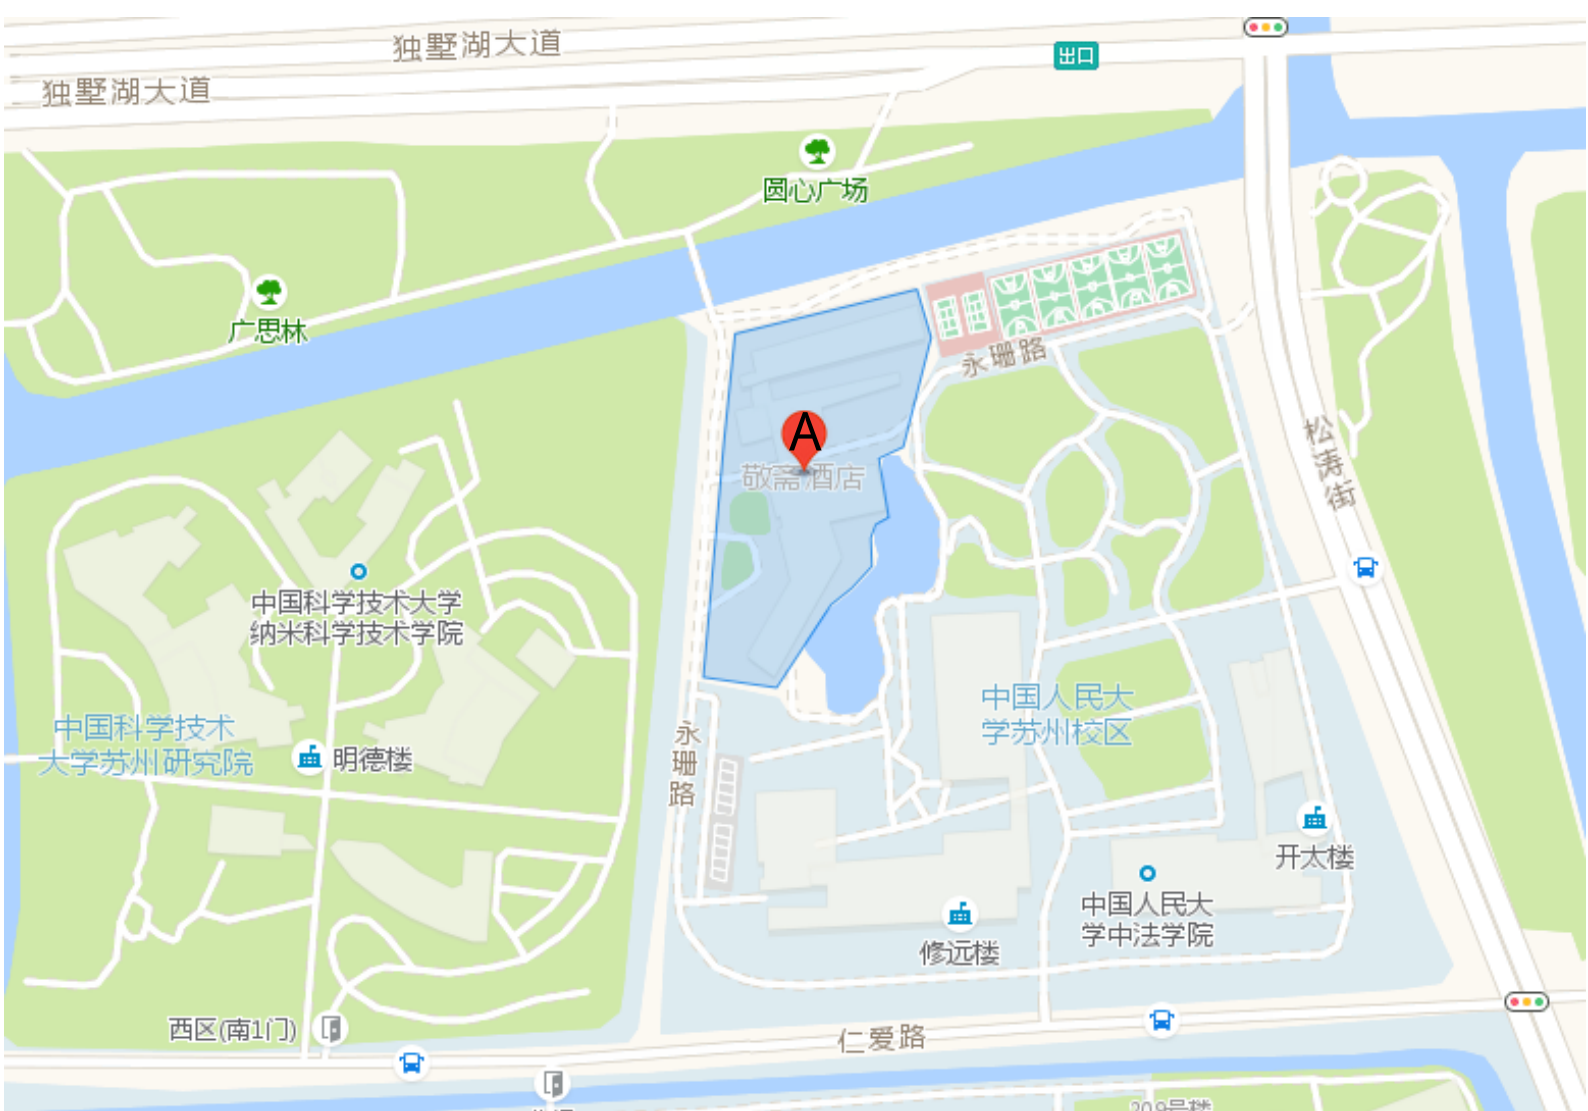 独墅湖大道
出口
独墅湖大道
圆心广场
广思林
永珊路
A
松涛街
敬斋酒店
中国科学技术大学
纳米科学技术学院
中国人民大
学苏州校区
中国科学技术
大学苏州研究院
明德楼
永珊路
开太楼
中国人民大
学中法学院
修远楼
西区(南1门)
仁爱路
209号楼